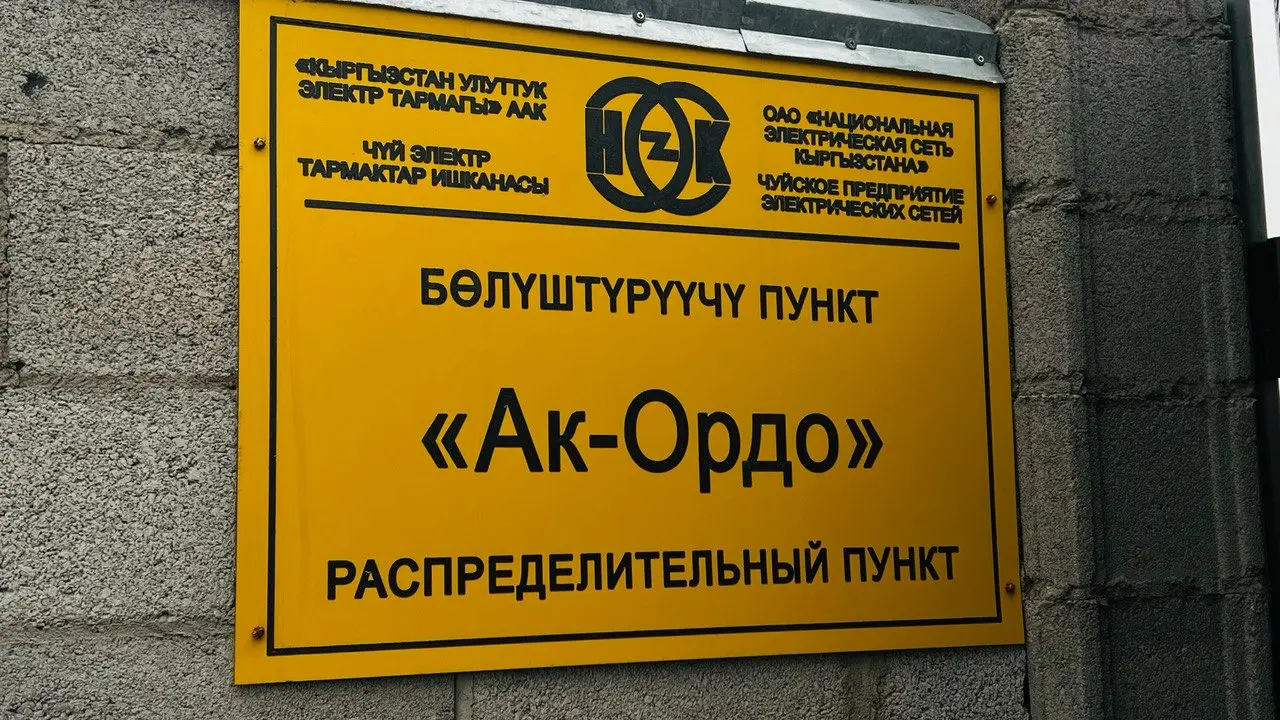 «КЫРГЫЗСТАН УЛУТТУК
ЭЛЕКТР ТАРМАГЫ» ААК
ЧҮЙ ЭЛЕКТР
ТАРМАКТАР ИШКАНАСЫ
НЭК
ОАО «НАЦИОНАЛЬНАЯ
ЭЛЕКТРИЧЕСКАЯ СЕТЬ
КЫРГЫЗСТАНА»
ЧУЙСКОЕ ПРЕДПРИЯТИЕ
ЭЛЕКТРИЧЕСКИХ СЕТЕЙ
БӨЛҮШТҮРҮҮЧҮ ПУНКТ
«Ак-Ордо»
РАСПРЕДЕЛИТЕЛЬНЫЙ ПУНКТ